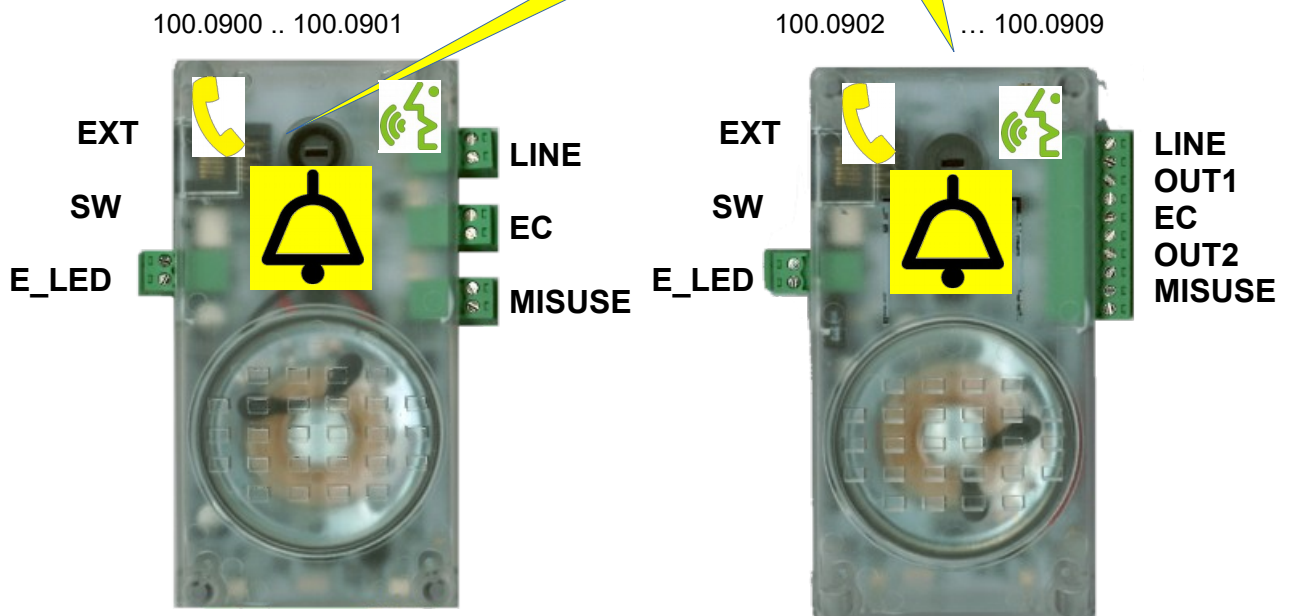 100.0900 .. 100.0901
EXT
SW
E_LED
LINE
EC
MISUSE
100.0902 … 100.0909
EXT
SW
E_LED
LINE
OUT1
EC
OUT2
MISUSE